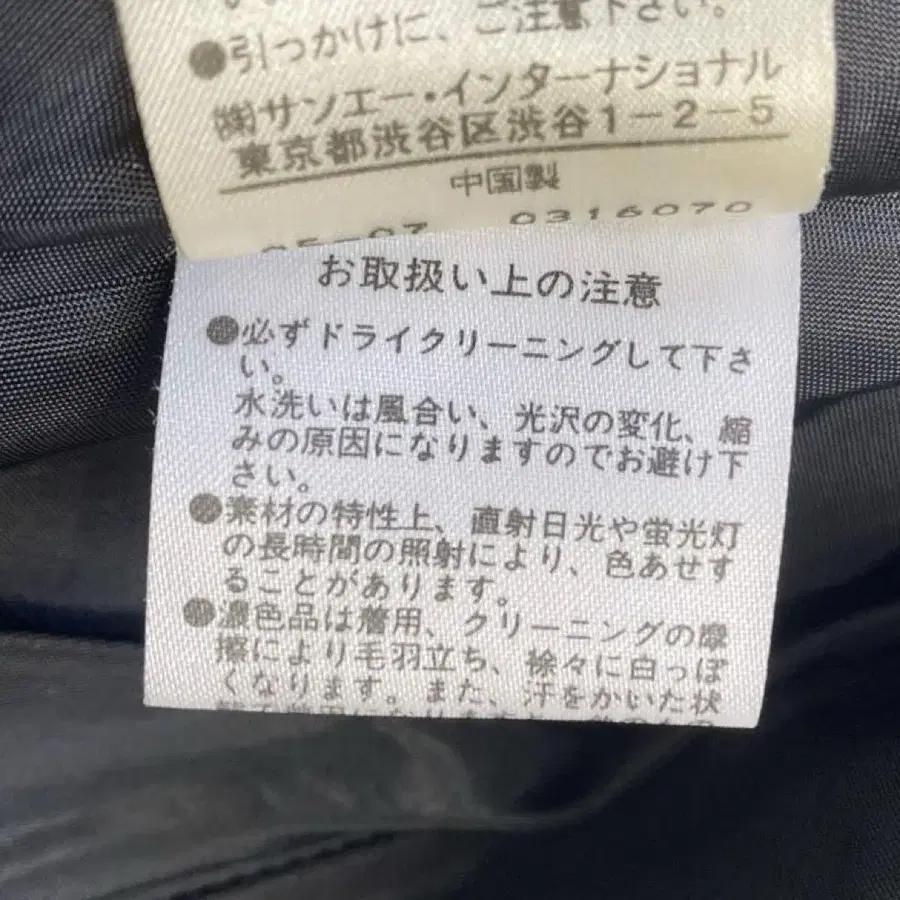 ●引っかけに、ご注意下さい。
㈱サンエー・インターナショナル
東京都渋谷区渋谷1-2-5
中国製
05-07 0316070
お取扱い上の注意
●必ずドライクリーニングして下さ
い。
水洗いは風合い、光沢の変化、縮
みの原因になりますのでお避け下
さい。
●素材の特性上、直射日光や蛍光灯
の長時間の照射により、色あせす
ることがあります。
●濃色品は着用、クリーニングの摩
擦により毛羽立ち、徐々に白っぽ
くなります。また、汗をかいた状